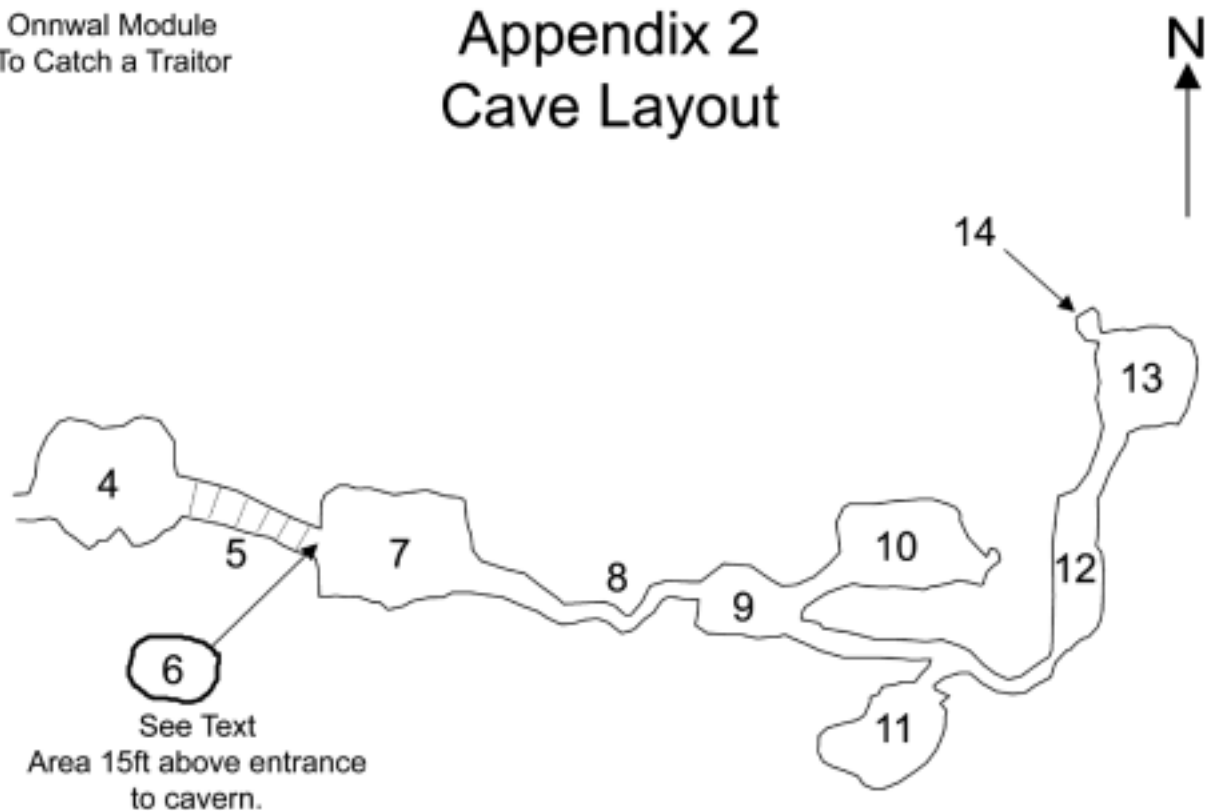 Onnwal Module
To Catch a Traitor
Appendix 2
Cave Layout
N
14
13
4
10
5
7
8
12
9
6
11
See Text
Area 15ft above entrance
to cavern.